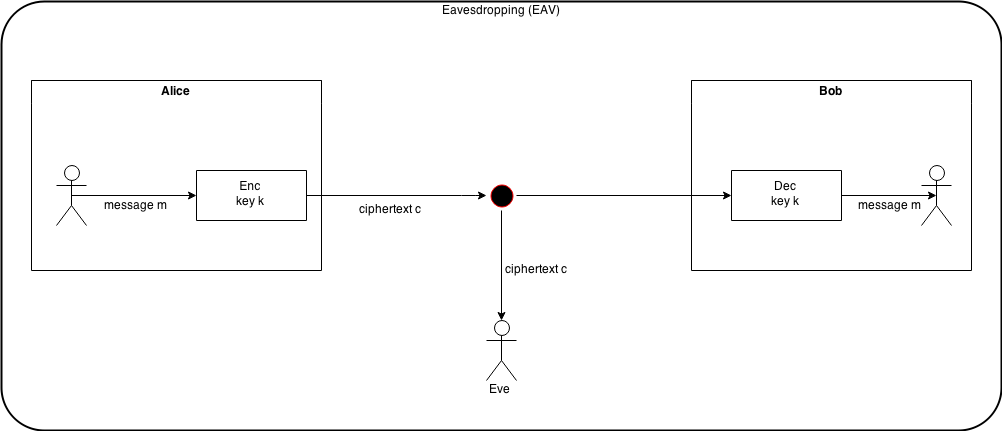 Eavesdropping (EAV)
Alice
Bob
Enc
key k
message m
ciphertext c
Dec
key k
message m
ciphertext c
Eve